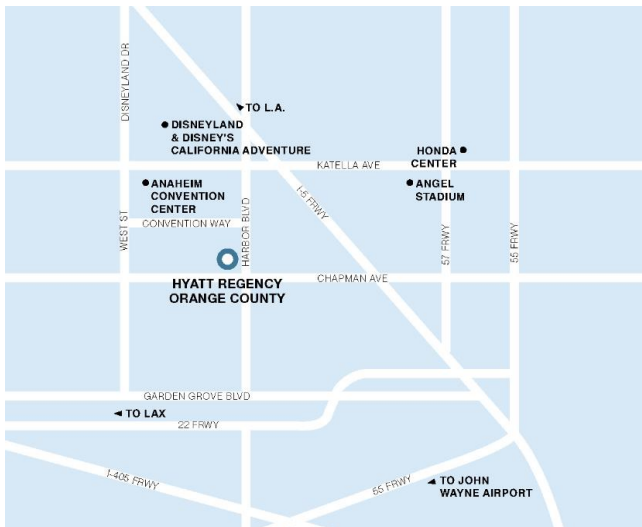 DISNEYLAND DR
TO L.A.
DISNEYLAND
& DISNEY'S
CALIFORNIA ADVENTURE
HONDA
CENTER
KATELLA AVE
ANAHEIM
CONVENTION
CENTER
ANGEL
STADIUM
I-5 FRWY
WEST ST
CONVENTION WAY
HARBOR BLVD
57 FRWY
55 FRWY
HYATT REGENCY
ORANGE COUNTY
CHAPMAN AVE
GARDEN GROVE BLVD
TO LAX
22 FRWY
I-405 FRWY
55 FRWY
TO JOHN
WAYNE AIRPORT